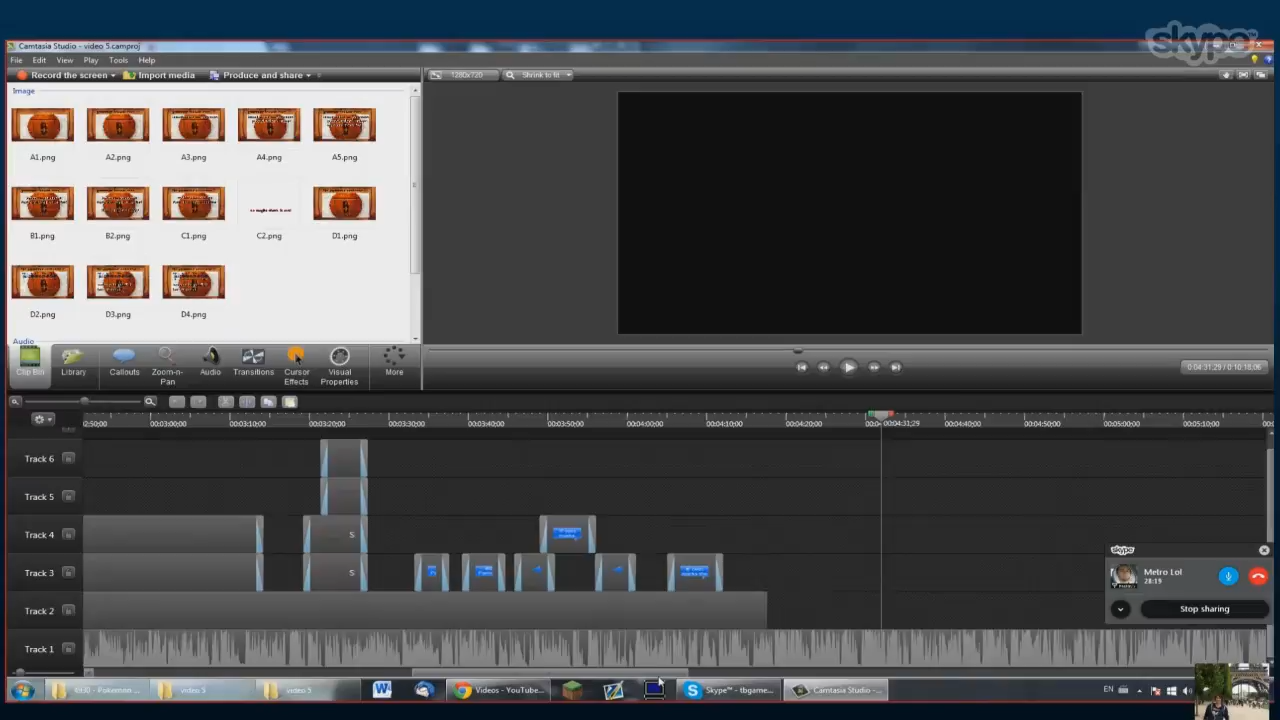 skype
Camtasia Studio - video 5.camproj
File Edit View Play Tools Help
Record the screen Import media Produce and share
1280x720 Shrink to fit
Image
A1.png A2.png A3.png A4.png A5.png
B1.png B2.png C1.png C2.png D1.png
D2.png D3.png D4.png
Audio
Clip Bin Library Callouts Zoom-n-Pan Audio Transitions Cursor Effects Visual Properties More
0:04:31;29 / 0:10:18;06
2:50;00 00:03:00;00 00:03:10;00 00:03:20;00 00:03:30;00 00:03:40;00 00:03:50;00 00:04:00;00 00:04:10;00 00:04:20;00 00:04:31;29 00:04:40;00 00:04:50;00 00:05:00;00 00:05:10;00
Track 6
Track 5
Track 4 S
Track 3 S
Track 2
Track 1
skype
Metro Lol
28:19
Stop sharing
video 5 video 5 Videos - YouTube... Skype™ - tbgame... Camtasia Studio -... EN